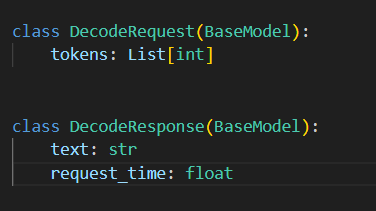 class DecodeRequest(BaseModel):
    tokens: List[int]
class DecodeResponse(BaseModel):
    text: str
    request_time: float